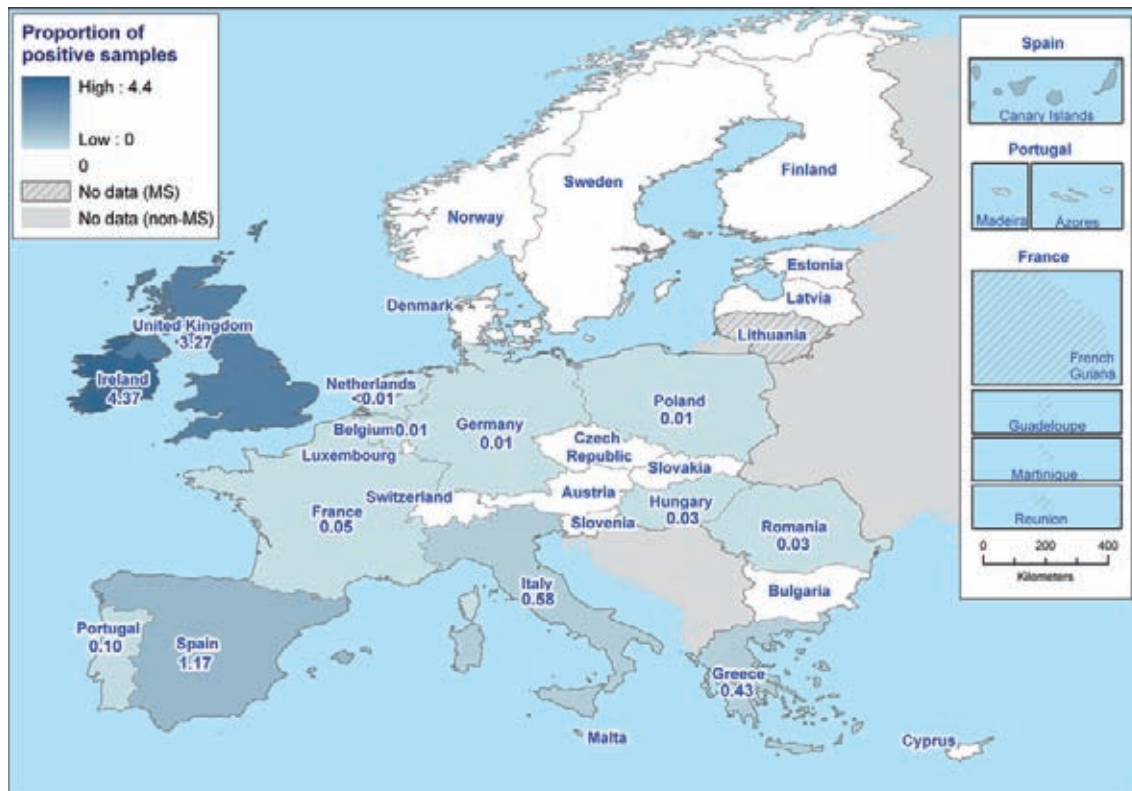 Proportion of
positive samples
High : 4.4
Low : 0
0
No data (MS)
No data (non-MS)
Spain
Canary Islands
Portugal
Madeira
Azores
France
French
Guiana
Guadeloupe
Martinique
Reunion
0 200 400
Kilometers
Finland
Sweden
Norway
Estonia
Latvia
Denmark
Lithuania
United Kingdom
3.27
Ireland
4.37
Netherlands
<0.01
Poland
0.01
Germany
0.01
Belgium 0.01
Czech
Republic
Luxembourg
Slovakia
Switzerland
Austria
Hungary
0.03
France
0.05
Slovenia
Romania
0.03
Italy
0.58
Bulgaria
Portugal
0.10
Spain
1.17
Greece
0.43
Malta
Cyprus